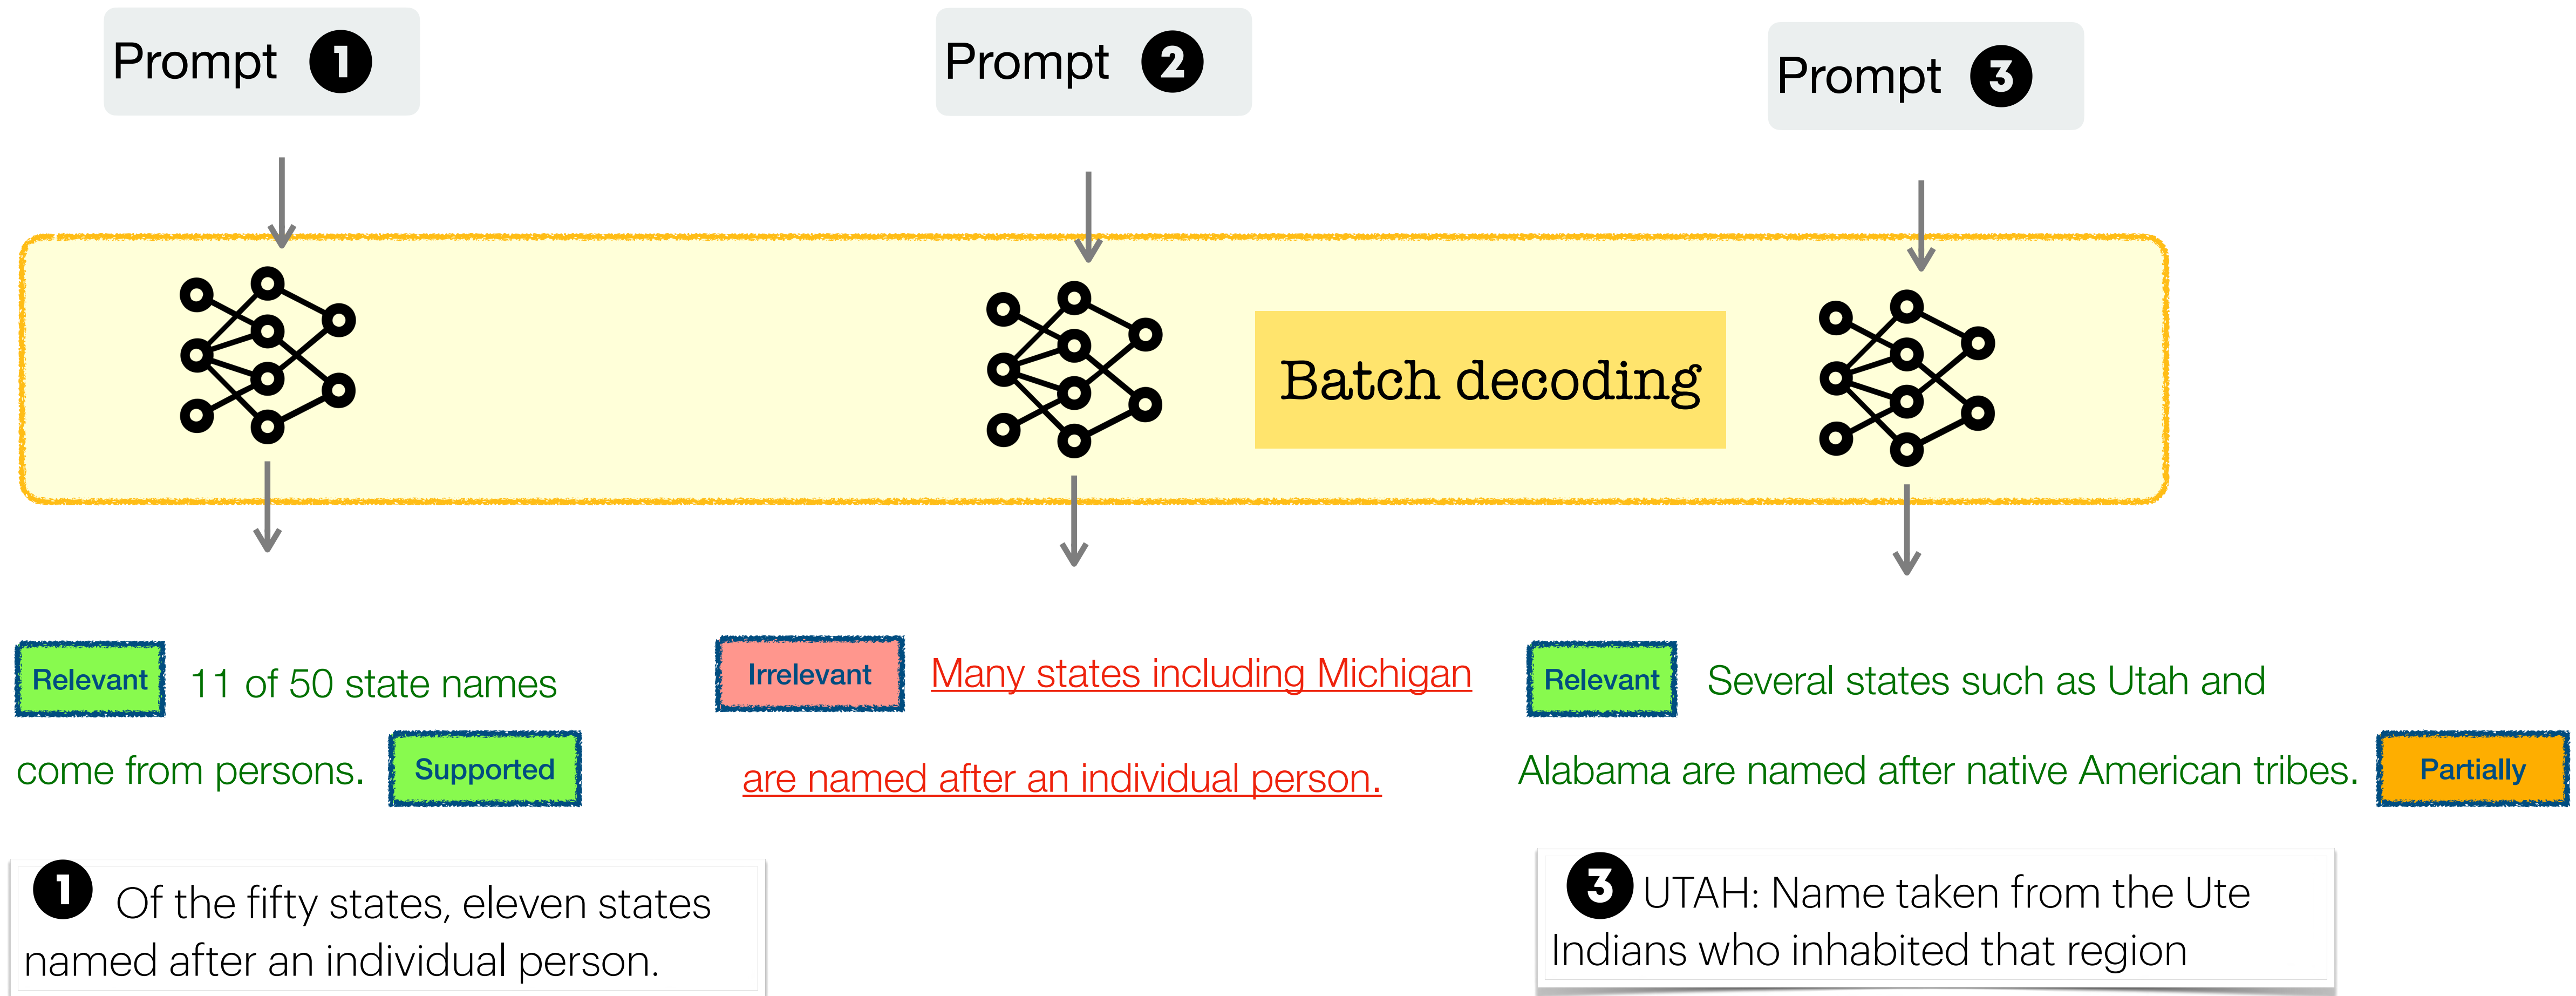 Prompt 1
Prompt 2
Prompt 3
Batch decoding
Relevant 11 of 50 state names
come from persons. Supported
Irrelevant Many states including Michigan
are named after an individual person.
Relevant Several states such as Utah and
Alabama are named after native American tribes. Partially
1 Of the fifty states, eleven states
named after an individual person.
3 UTAH: Name taken from the Ute
Indians who inhabited that region